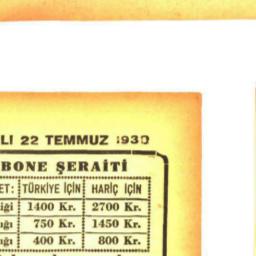 LI 22 TEMMUZ 1930
BONE ŞERAİTİ
ET: TÜRKİYE İÇİN HARİÇ İÇİN
iği 1400 Kr. 2700 Kr.
ığı 750 Kr. 1450 Kr.
ığı 400 Kr. 800 Kr.